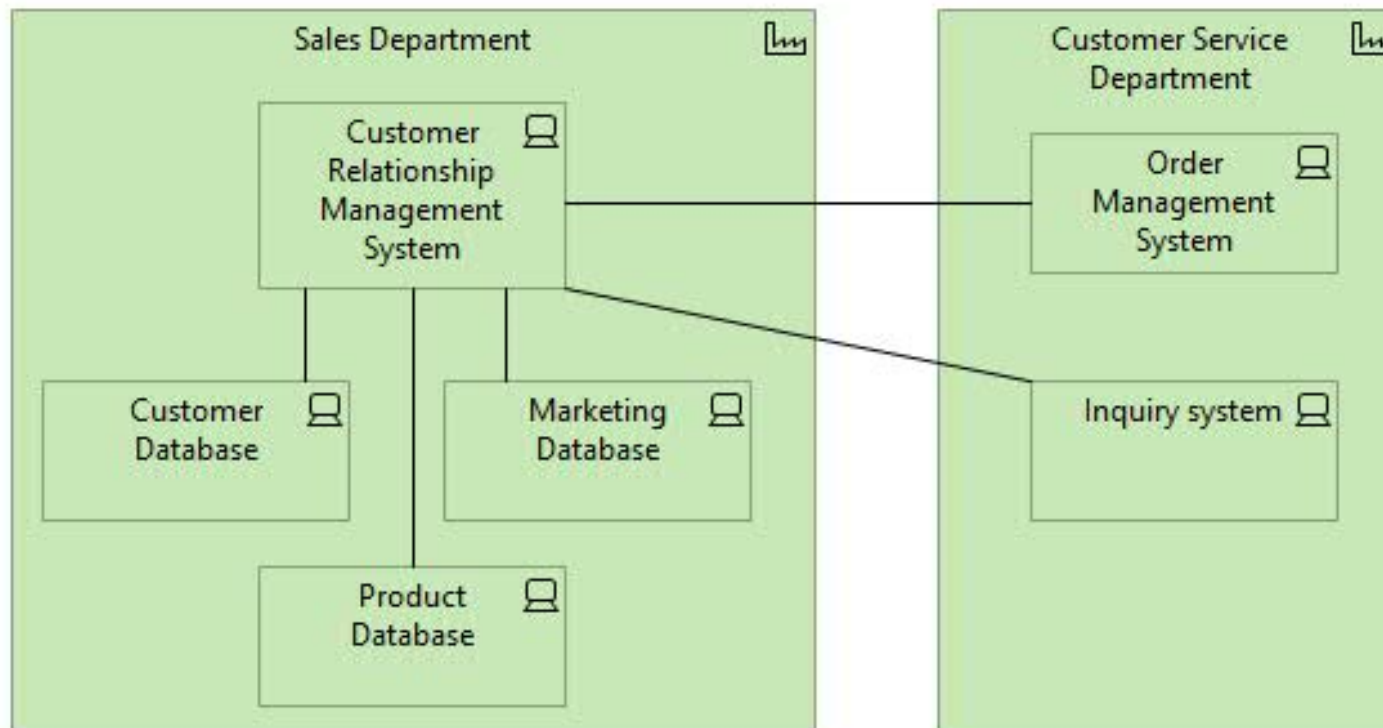 Sales Department
Customer Service
Department
Customer
Relationship
Management
System
Order
Management
System
Customer
Database
Marketing
Database
Inquiry system
Product
Database